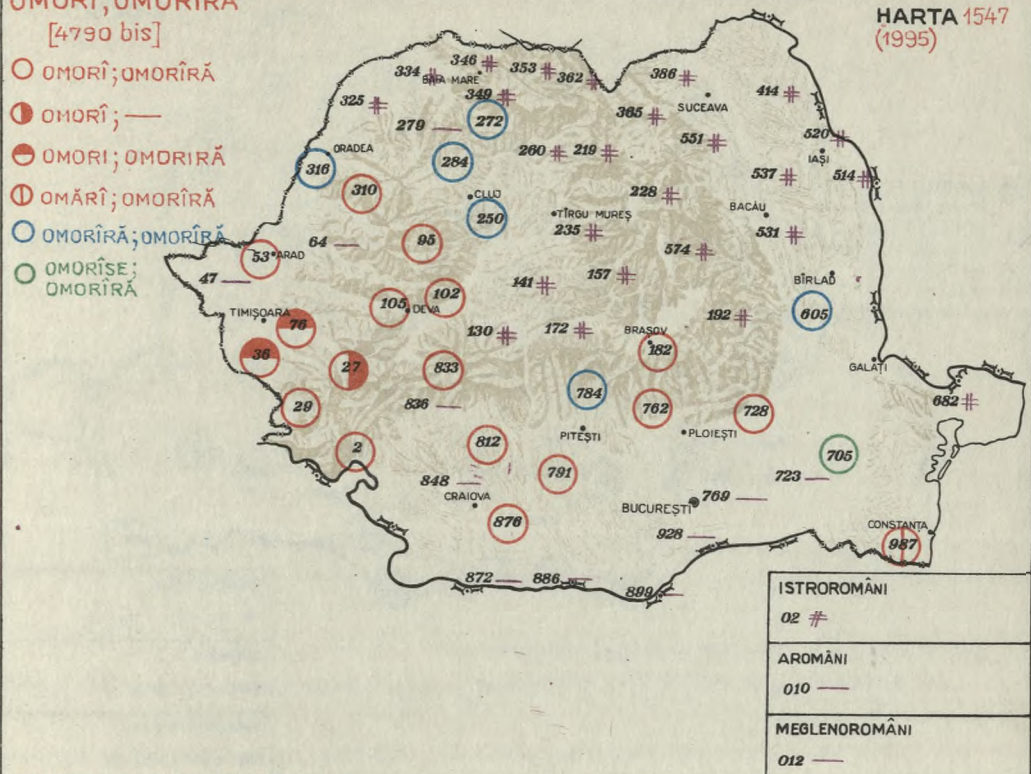 OMORÎ; OMORÎRĂ
[4790 bis]
OMORÎ; OMORÎRĂ
OMORÎ; —
OMORI; OMORIRĂ
OMĂRÎ; OMORÎRĂ
OMORÎRĂ; OMORÎRĂ
OMORÎSE;
OMORÎRĂ
HARTA 1547
(1995)
346
353
334
BAIA MARE
362
386
349
414
325
SUCEAVA
365
272
279
520
551
ORADEA
260
219
IAȘI
316
284
537
514
310
CLUJ
228
250
TÎRGU MUREȘ
BACĂU
235
531
64
95
574
53
ARAD
47
157
BÎRLAD
141
102
105
DEVA
TIMIȘOARA
76
605
192
130
172
BRAȘOV
36
182
27
833
GALAȚI
784
29
836
762
728
682
PITEȘTI
PLOIEȘTI
812
2
705
791
848
723
CRAIOVA
769
BUCUREȘTI
876
CONSTANȚA
928
987
872
886
899
ISTROROMÂNI
02
AROMÂNI
010 —
MEGLENOROMÂNI
012 —